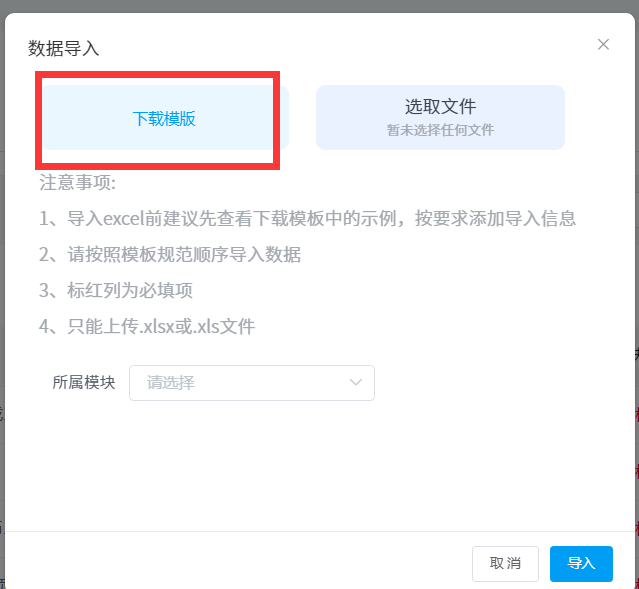 数据导入
下载模版
选取文件
暂未选择任何文件
注意事项:
1、导入excel前建议先查看下载模板中的示例，按要求添加导入信息
2、请按照模板规范顺序导入数据
3、标红列为必填项
4、只能上传.xlsx或.xls文件
所属模块 请选择
取消 导入